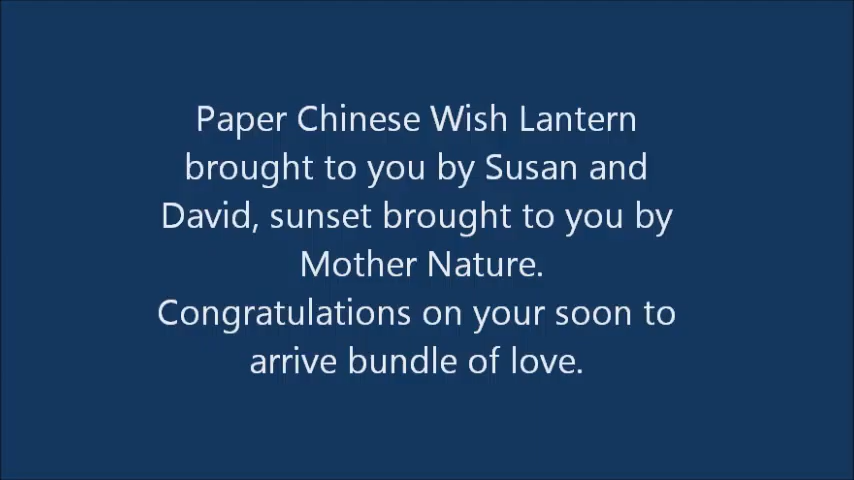 Paper Chinese Wish Lantern
brought to you by Susan and
David, sunset brought to you by
Mother Nature.
Congratulations on your soon to
arrive bundle of love.